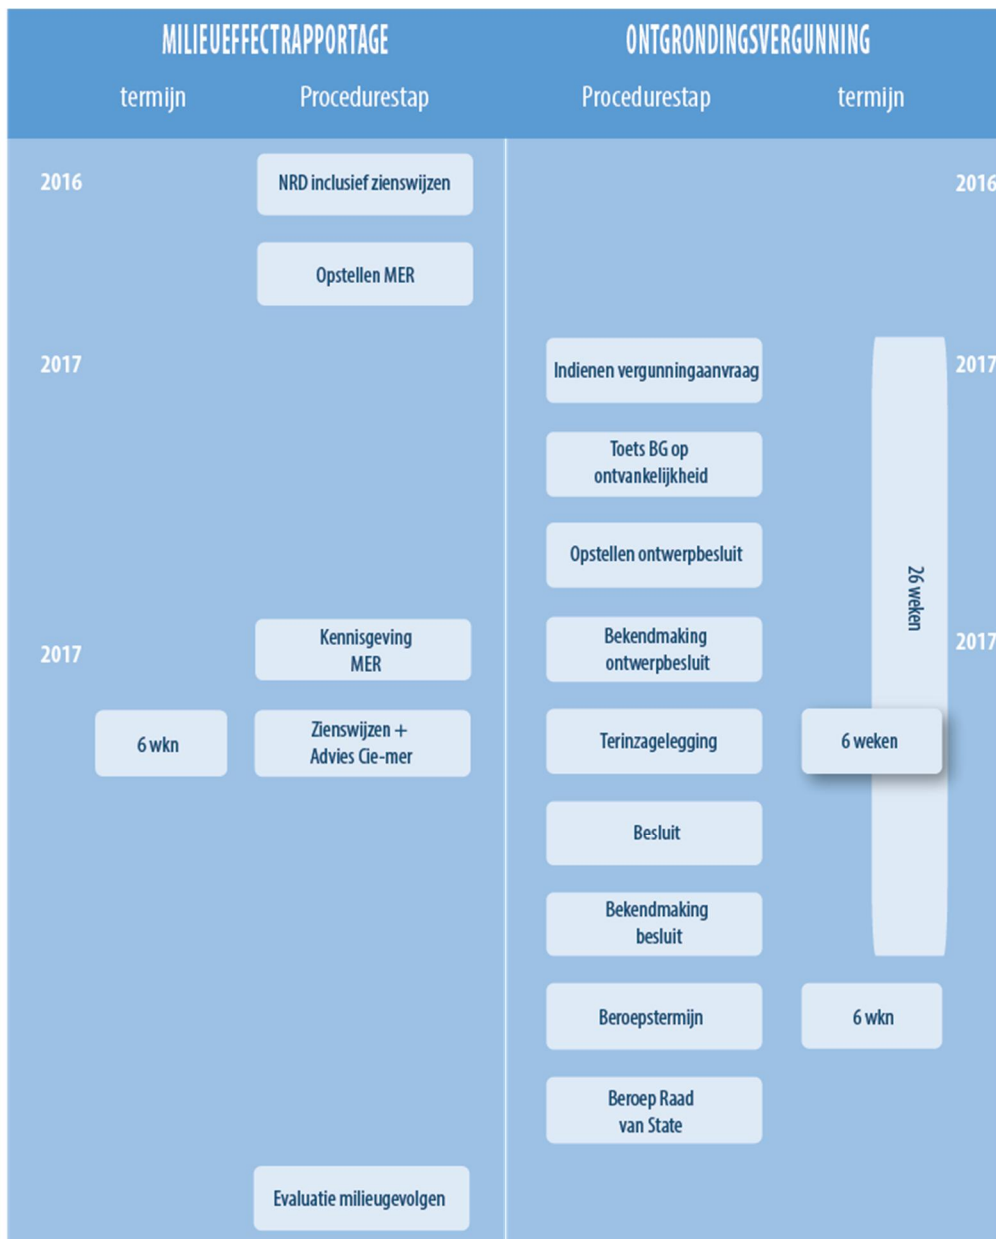 MILIEUEFFECTRAPPORTAGE
ONTGRONDINGSVERGUNNING
termijn
Procedurestap
Procedurestap
termijn
2016
NRD inclusief zienswijzen
2016
Opstellen MER
2017
Indienen vergunningaanvraag
2017
Toets BG op
ontvankelijkheid
Opstellen ontwerpbesluit
26 weken
2017
Kennisgeving
MER
Bekendmaking
ontwerpbesluit
2017
6 wkn
Zienswijzen +
Advies Cie-mer
Terinzagelegging
6 weken
Besluit
Bekendmaking
besluit
Beroepstermijn
6 wkn
Beroep Raad
van State
Evaluatie milieugevolgen